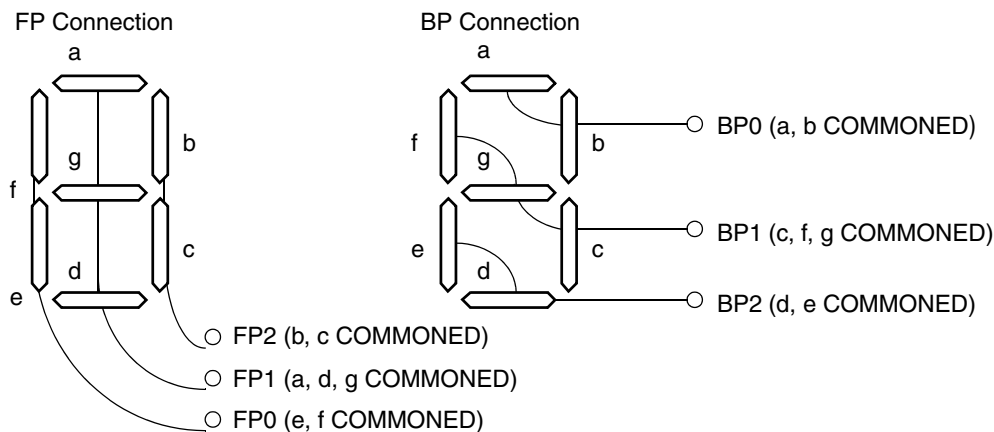 FP Connection
a
b
g
f
c
d
e
FP2 (b, c COMMONED)
FP1 (a, d, g COMMONED)
FP0 (e, f COMMONED)
BP Connection
a
BP0 (a, b COMMONED)
f
b
g
BP1 (c, f, g COMMONED)
e
c
d
BP2 (d, e COMMONED)